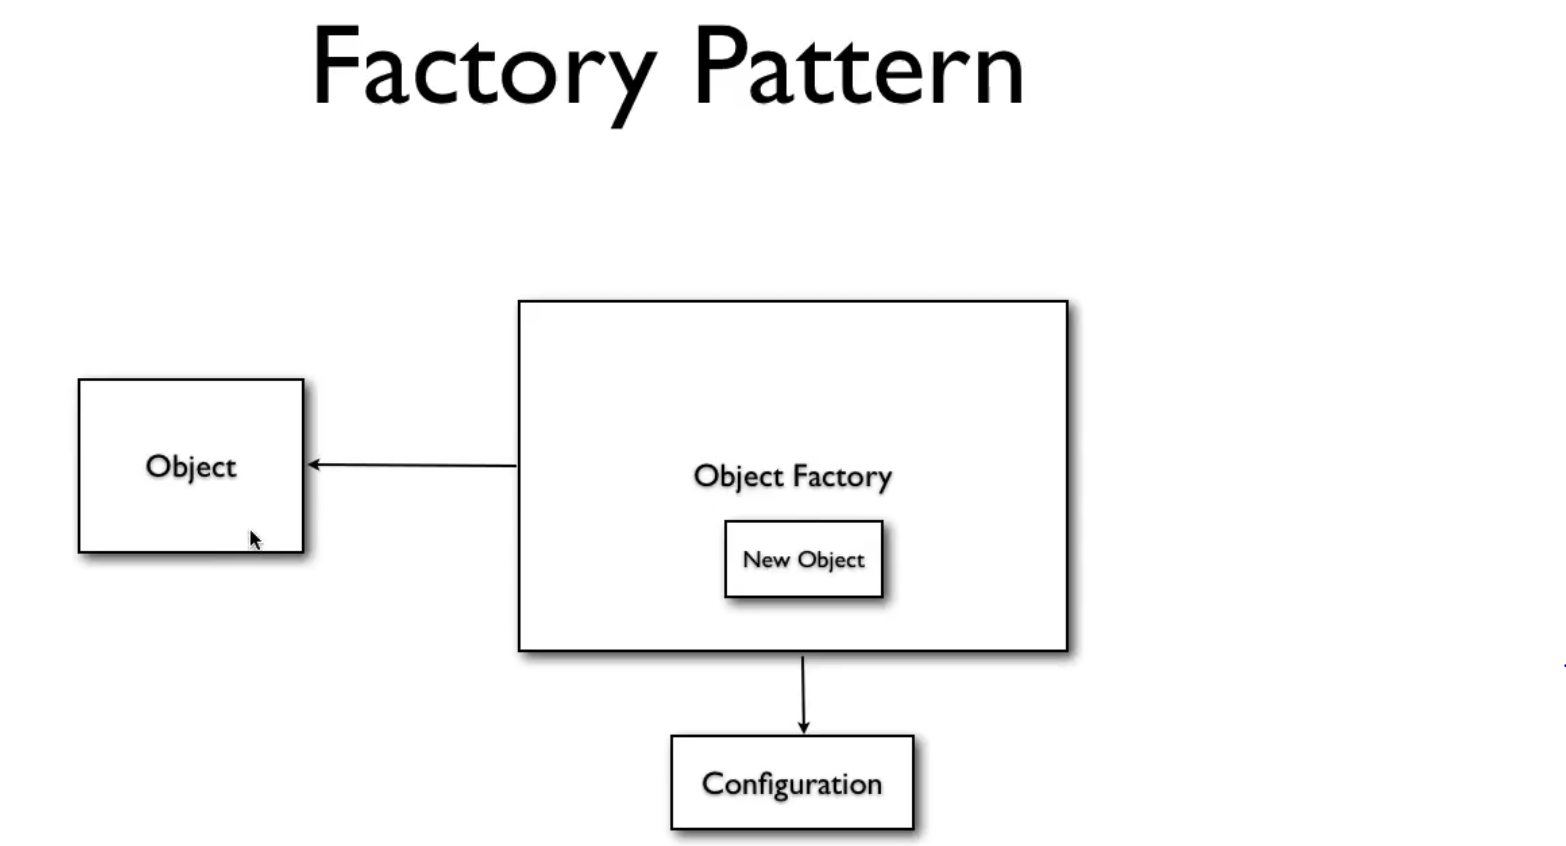 Factory Pattern
Object
Object Factory
New Object
Configuration